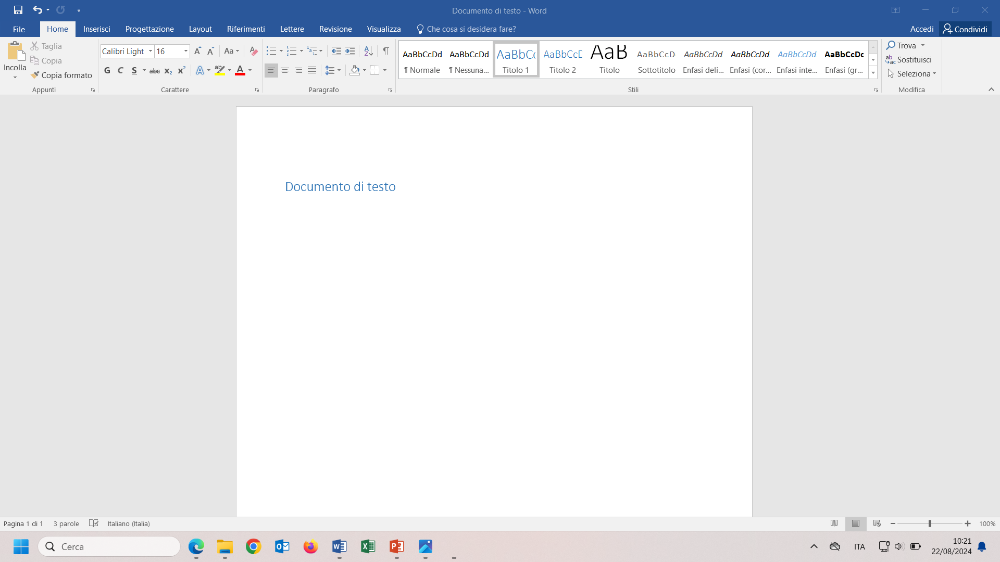 Documento di testo - Word
File Home Inserisci Progettazione Layout Riferimenti Lettere Revisione Visualizza Che cosa si desidera fare? Accedi Condividi
Incolla
Taglia
Copia
Copia formato
Appunti
Calibri Light 16 Aa
G C S abc x₂ x² A ab A
Carattere
Paragrafo
AaBbCcDd AaBbCcDd AaBbCc AaBbCcD AaB AaBbCcD AaBbCcDd AaBbCcDd AaBbCcDd AaBbCcDc
¶ Normale ¶ Nessuna... Titolo 1 Titolo 2 Titolo Sottotitolo Enfasi deli... Enfasi (cor... Enfasi inte... Enfasi (gr...
Stili
Trova
Sostituisci
Seleziona
Modifica
Documento di testo
Pagina 1 di 1 3 parole Italiano (Italia) 100%
Cerca
ITA
10:21
22/08/2024